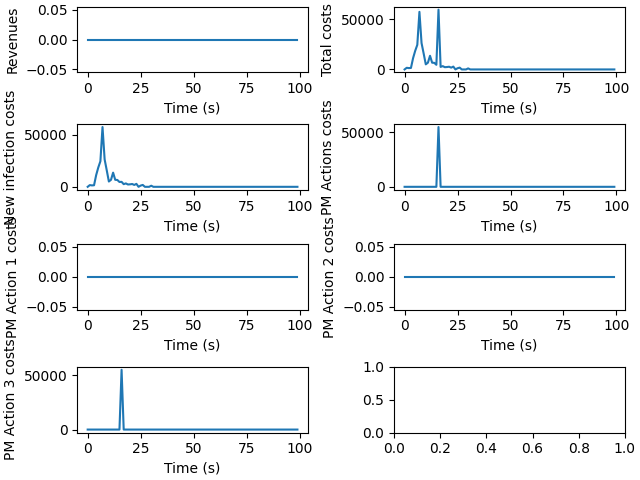 Revenues
0.05
0.00
−0.05
0 25 50 75 100
Time (s)
Total costs
50000
0
0 25 50 75 100
Time (s)
New infection costs
50000
0
0 25 50 75 100
Time (s)
PM Actions costs
50000
0
0 25 50 75 100
Time (s)
PM Action 1 costs
0.05
0.00
−0.05
0 25 50 75 100
Time (s)
PM Action 2 costs
0.05
0.00
−0.05
0 25 50 75 100
Time (s)
PM Action 3 costs
50000
0
0 25 50 75 100
Time (s)
1.0
0.5
0.0
0.0 0.2 0.4 0.6 0.8 1.0